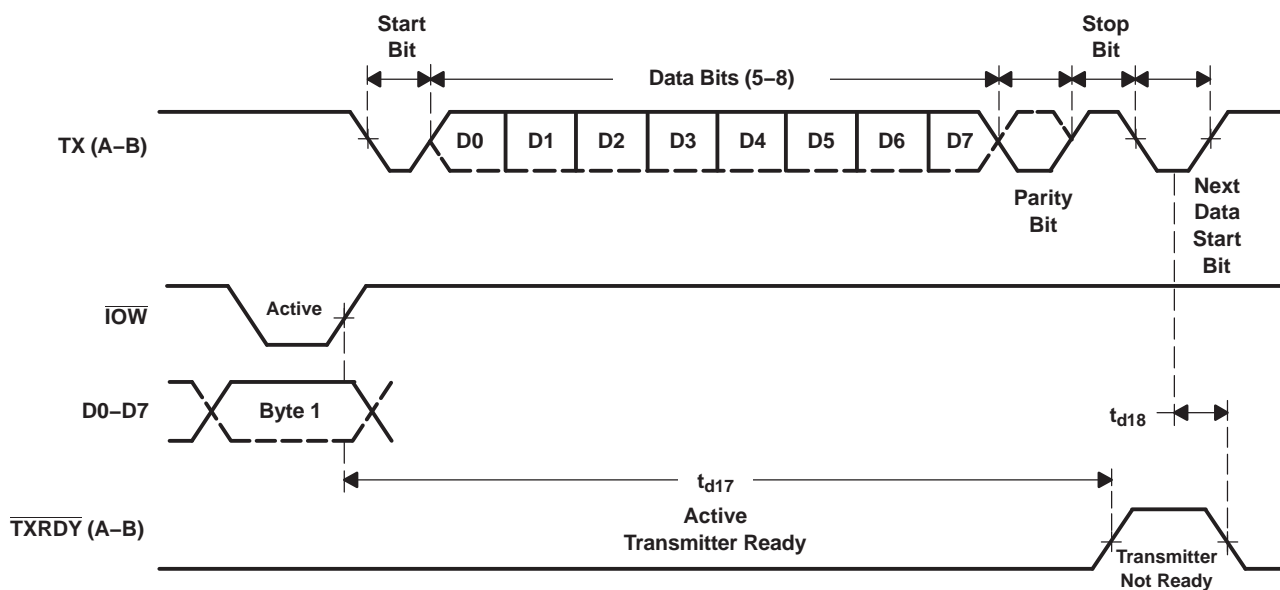 Start
Bit
Data Bits (5–8)
Stop
Bit
TX (A–B)
D0 D1 D2 D3 D4 D5 D6 D7
Parity
Bit
Next
Data
Start
Bit
IOW
Active
D0–D7
Byte 1
td18
td17
TXRDY (A–B)
Active
Transmitter Ready
Transmitter
Not Ready